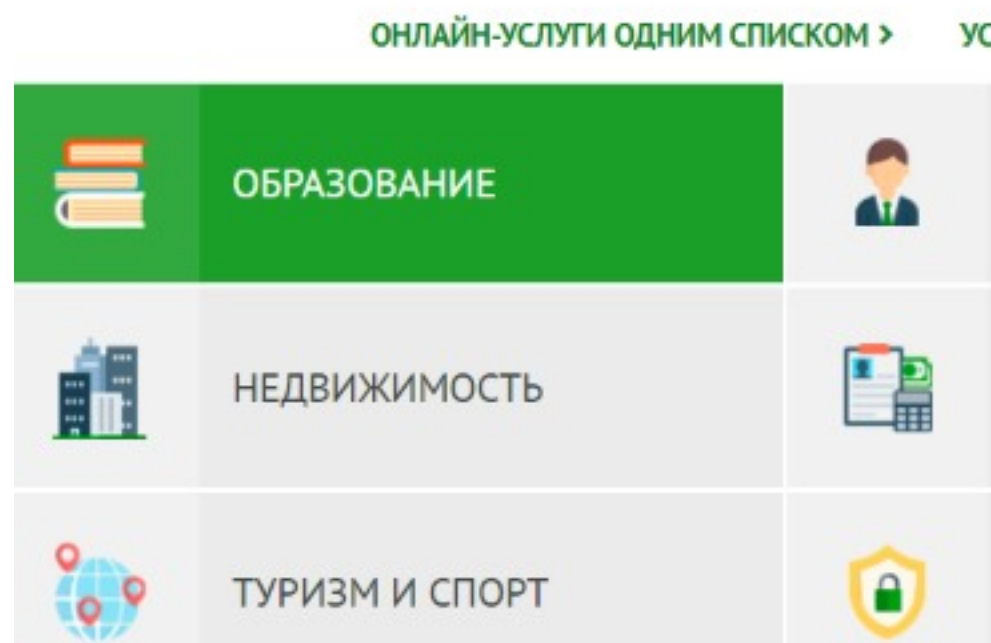 ОНЛАЙН-УСЛУГИ ОДНИМ СПИСКОМ >
ОБРАЗОВАНИЕ
НЕДВИЖИМОСТЬ
ТУРИЗМ И СПОРТ